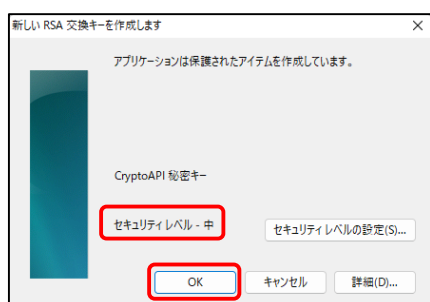 新しい RSA 交換キーを作成します
アプリケーションは保護されたアイテムを作成しています。
CryptoAPI 秘密キー
セキュリティ レベル - 中
セキュリティ レベルの設定(S)...
OK
キャンセル
詳細(D)...